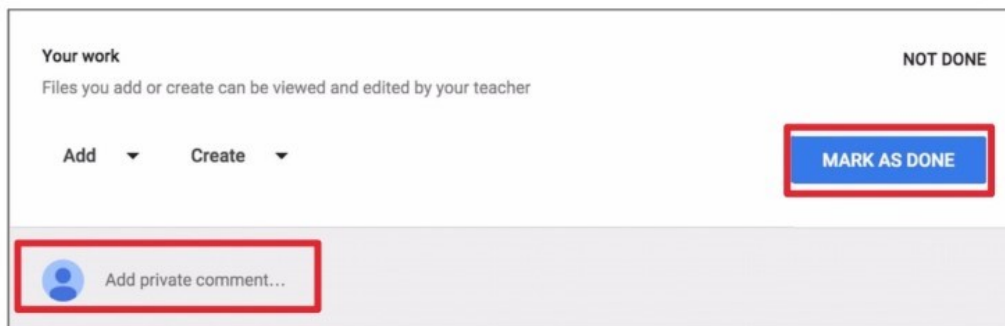 Your work
NOT DONE
Files you add or create can be viewed and edited by your teacher
Add Create
MARK AS DONE
Add private comment...